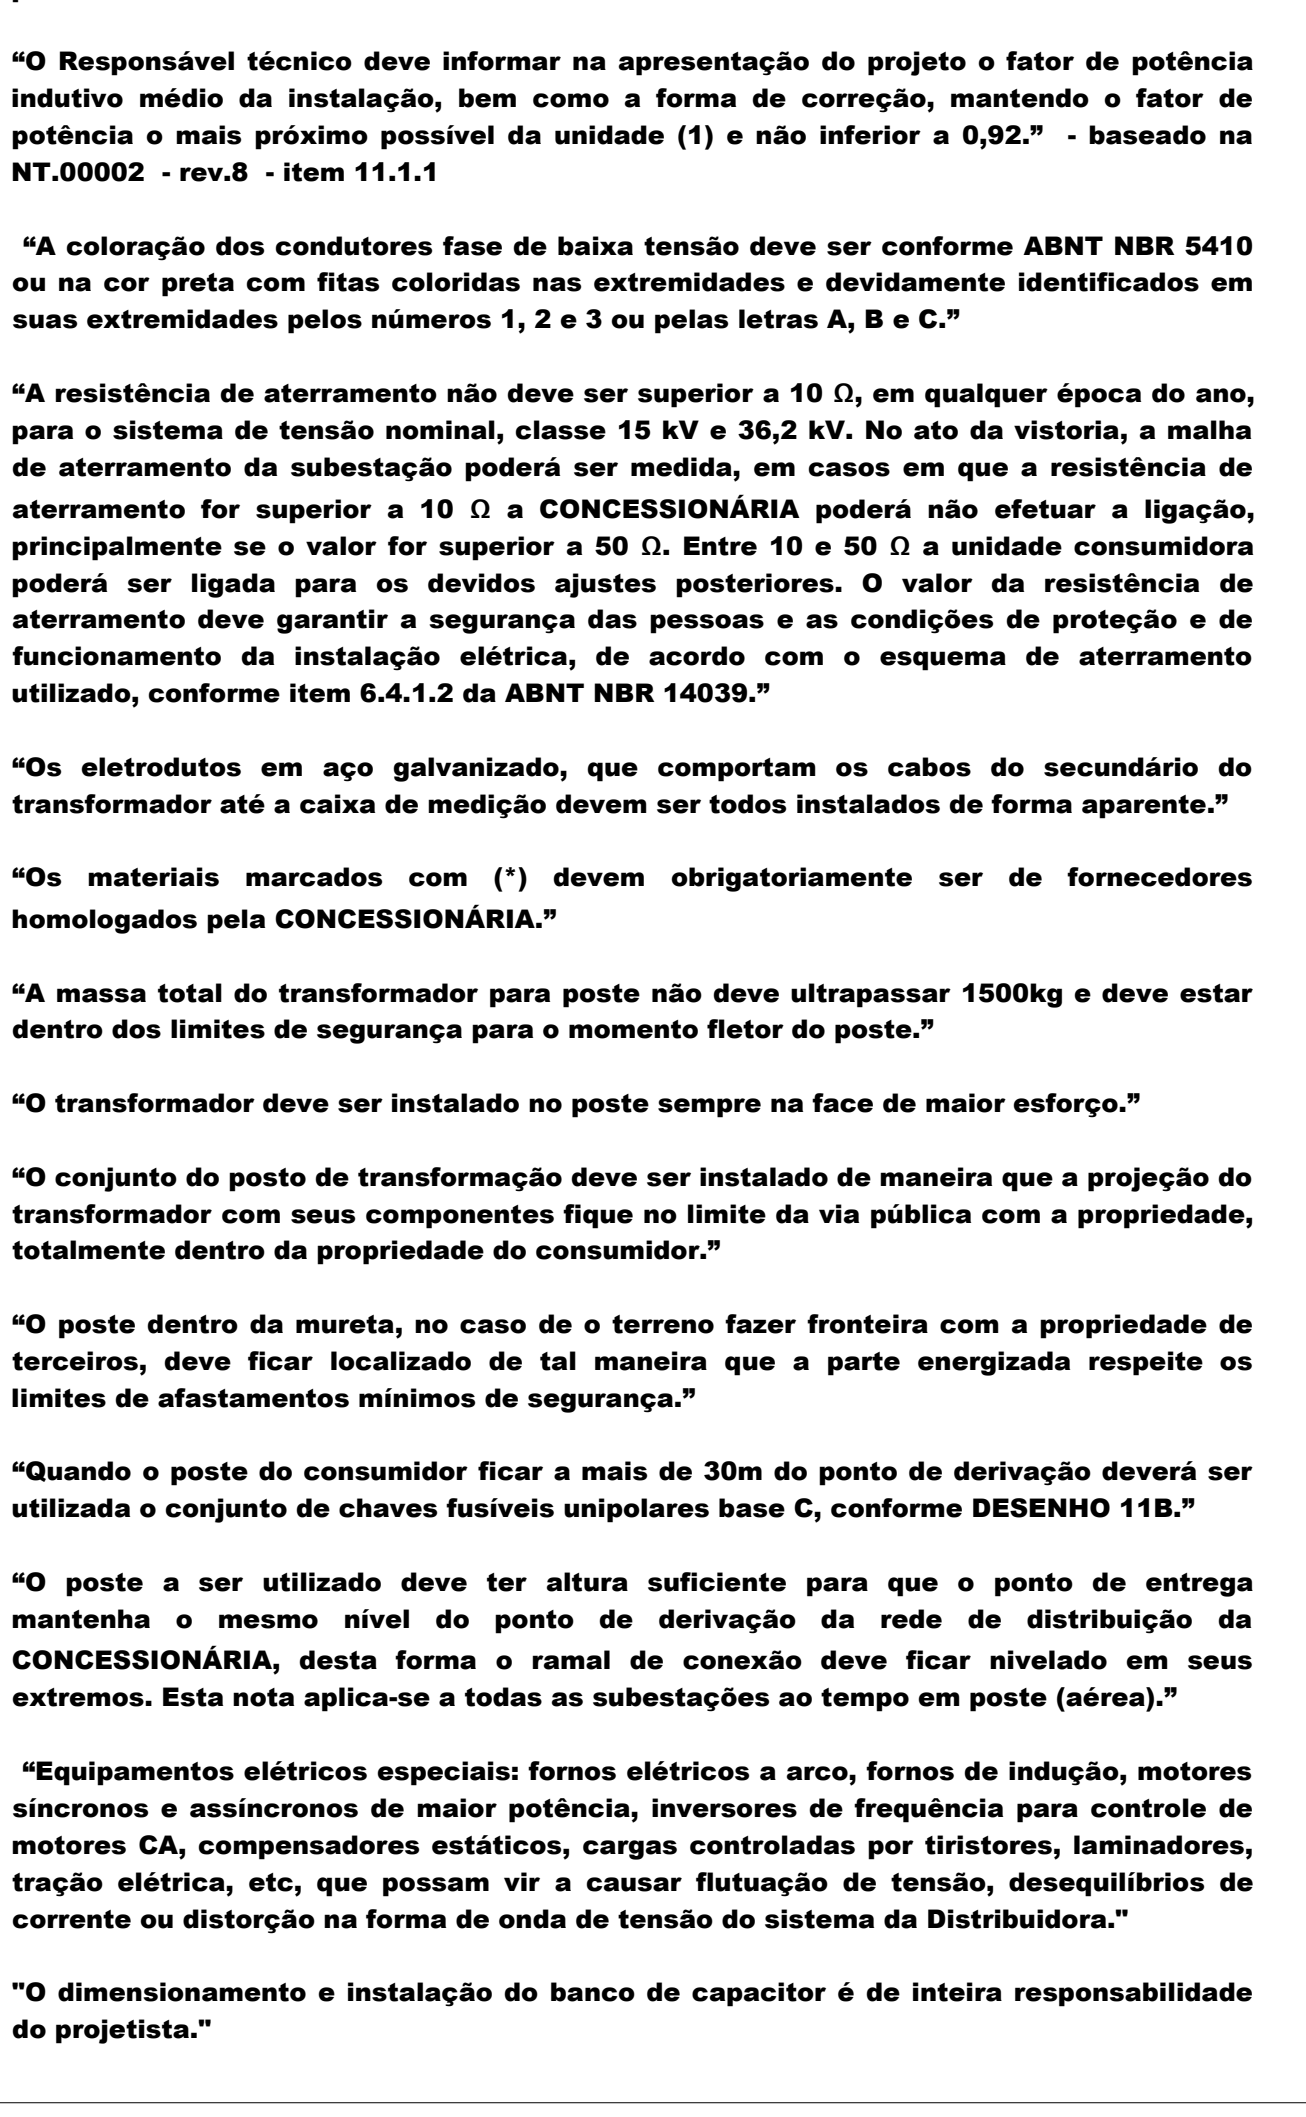 “O Responsável técnico deve informar na apresentação do projeto o fator de potência
indutivo médio da instalação, bem como a forma de correção, mantendo o fator de
potência o mais próximo possível da unidade (1) e não inferior a 0,92.”  - baseado na
NT.00002  - rev.8  - item 11.1.1
“A coloração dos condutores fase de baixa tensão deve ser conforme ABNT NBR 5410
ou na cor preta com fitas coloridas nas extremidades e devidamente identificados em
suas extremidades pelos números 1, 2 e 3 ou pelas letras A, B e C.”
“A resistência de aterramento não deve ser superior a 10 Ω, em qualquer época do ano,
para o sistema de tensão nominal, classe 15 kV e 36,2 kV. No ato da vistoria, a malha
de aterramento da subestação poderá ser medida, em casos em que a resistência de
aterramento for superior a 10 Ω a CONCESSIONÁRIA poderá não efetuar a ligação,
principalmente se o valor for superior a 50 Ω. Entre 10 e 50 Ω a unidade consumidora
poderá ser ligada para os devidos ajustes posteriores. O valor da resistência de
aterramento deve garantir a segurança das pessoas e as condições de proteção e de
funcionamento da instalação elétrica, de acordo com o esquema de aterramento
utilizado, conforme item 6.4.1.2 da ABNT NBR 14039.”
“Os eletrodutos em aço galvanizado, que comportam os cabos do secundário do
transformador até a caixa de medição devem ser todos instalados de forma aparente.”
“Os materiais marcados com (*) devem obrigatoriamente ser de fornecedores
homologados pela CONCESSIONÁRIA.”
“A massa total do transformador para poste não deve ultrapassar 1500kg e deve estar
dentro dos limites de segurança para o momento fletor do poste.”
“O transformador deve ser instalado no poste sempre na face de maior esforço.”
“O conjunto do posto de transformação deve ser instalado de maneira que a projeção do
transformador com seus componentes fique no limite da via pública com a propriedade,
totalmente dentro da propriedade do consumidor.”
“O poste dentro da mureta, no caso de o terreno fazer fronteira com a propriedade de
terceiros, deve ficar localizado de tal maneira que a parte energizada respeite os
limites de afastamentos mínimos de segurança.”
“Quando o poste do consumidor ficar a mais de 30m do ponto de derivação deverá ser
utilizada o conjunto de chaves fusíveis unipolares base C, conforme DESENHO 11B.”
“O poste a ser utilizado deve ter altura suficiente para que o ponto de entrega
mantenha o mesmo nível do ponto de derivação da rede de distribuição da
CONCESSIONÁRIA, desta forma o ramal de conexão deve ficar nivelado em seus
extremos. Esta nota aplica-se a todas as subestações ao tempo em poste (aérea).”
“Equipamentos elétricos especiais: fornos elétricos a arco, fornos de indução, motores
síncronos e assíncronos de maior potência, inversores de frequência para controle de
motores CA, compensadores estáticos, cargas controladas por tiristores, laminadores,
tração elétrica, etc, que possam vir a causar flutuação de tensão, desequilíbrios de
corrente ou distorção na forma de onda de tensão do sistema da Distribuidora."
"O dimensionamento e instalação do banco de capacitor é de inteira responsabilidade
do projetista."